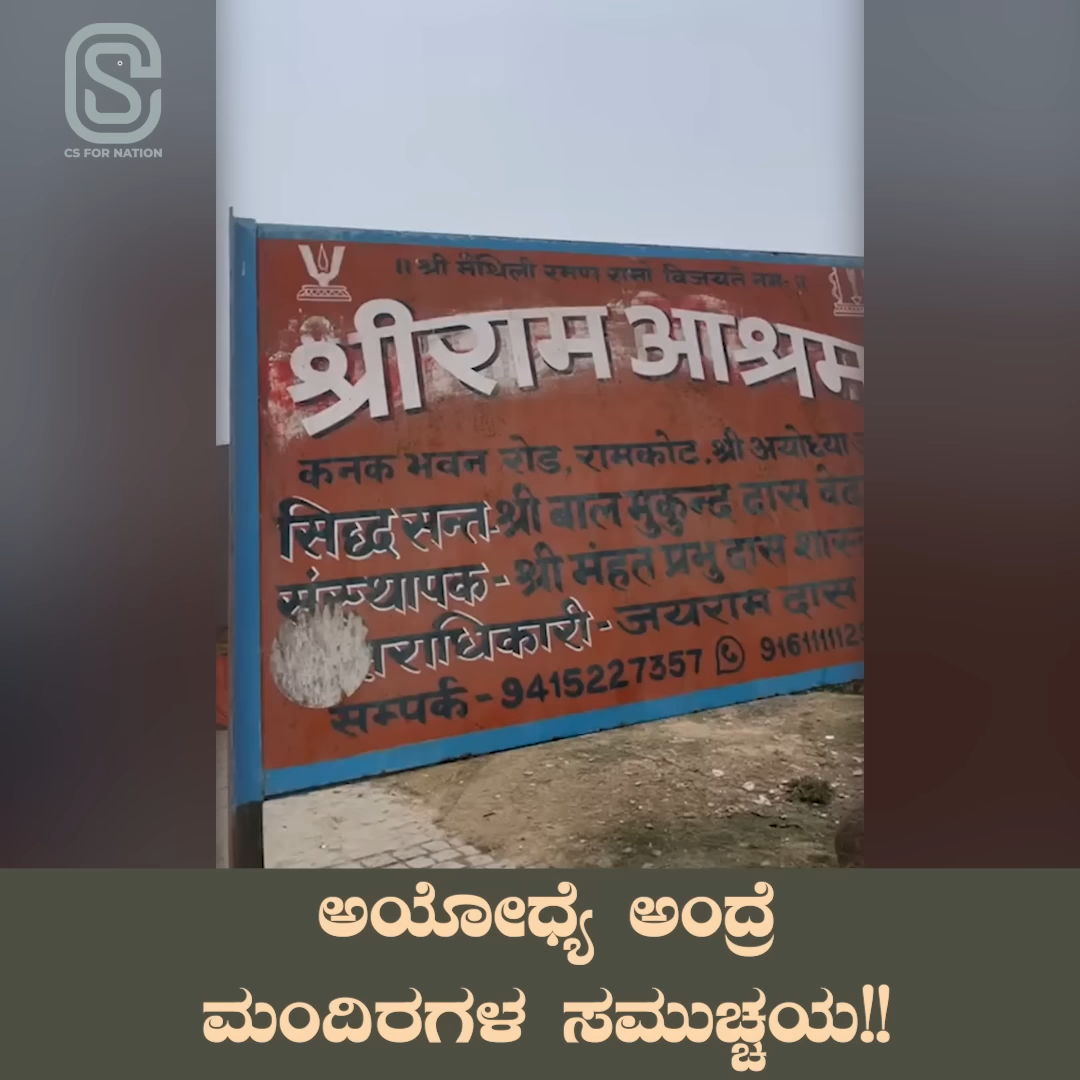 CS FOR NATION
॥ श्री मैथिली रमण रामो विजयते नमः ॥
श्रीराम आश्रम
कनक भवन रोड, रामकोट, श्री अयोध्या
सिद्ध सन्त-श्री बाल मुकुन्द दास
संस्थापक - श्री मंहत प्रभु दास
राधिकारी - जयराम दास
सम्पर्क - 9415227357 916111112
ಅಯೋಧ್ಯೆ ಅಂದ್ರೆ
ಮಂದಿರಗಳ ಸಮುಚ್ಚಯ!!